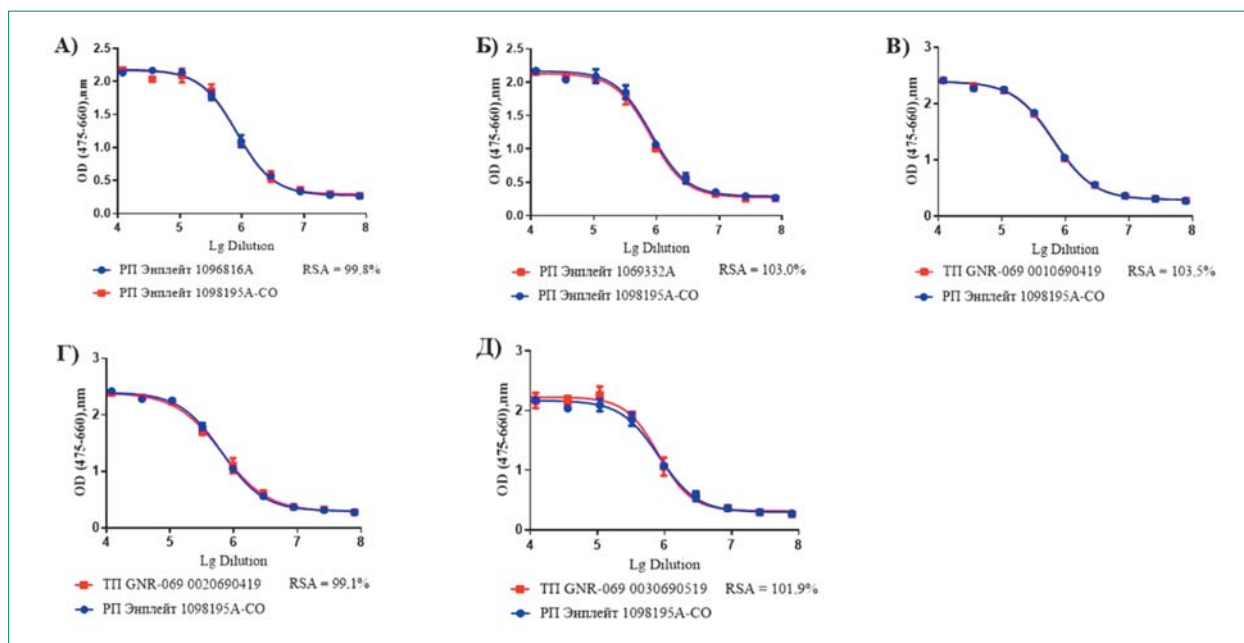 А)
2.5
2.0
1.5
1.0
0.5
0.0
OD (475-660),nm
4 5 6 7 8
Lg Dilution
РП Энплейт 1096816А RSA = 99,8%
РП Энплейт 1098195А-СО
Б)
2.5
2.0
1.5
1.0
0.5
0.0
OD (475-660),nm
4 5 6 7 8
Lg Dilution
РП Энплейт 1069332А RSA = 103,0%
РП Энплейт 1098195А-СО
В)
3
2
1
0
OD (475-660),nm
4 5 6 7 8
Lg Dilution
ТП GNR-069 0010690419 RSA = 103,5%
РП Энплейт 1098195А-СО
Г)
3
2
1
0
OD (475-660),nm
4 5 6 7 8
Lg Dilution
ТП GNR-069 0020690419 RSA = 99,1%
РП Энплейт 1098195А-СО
Д)
3
2
1
0
OD (475-660),nm
4 5 6 7 8
Lg Dilution
ТП GNR-069 0030690519 RSA = 101,9%
РП Энплейт 1098195А-СО